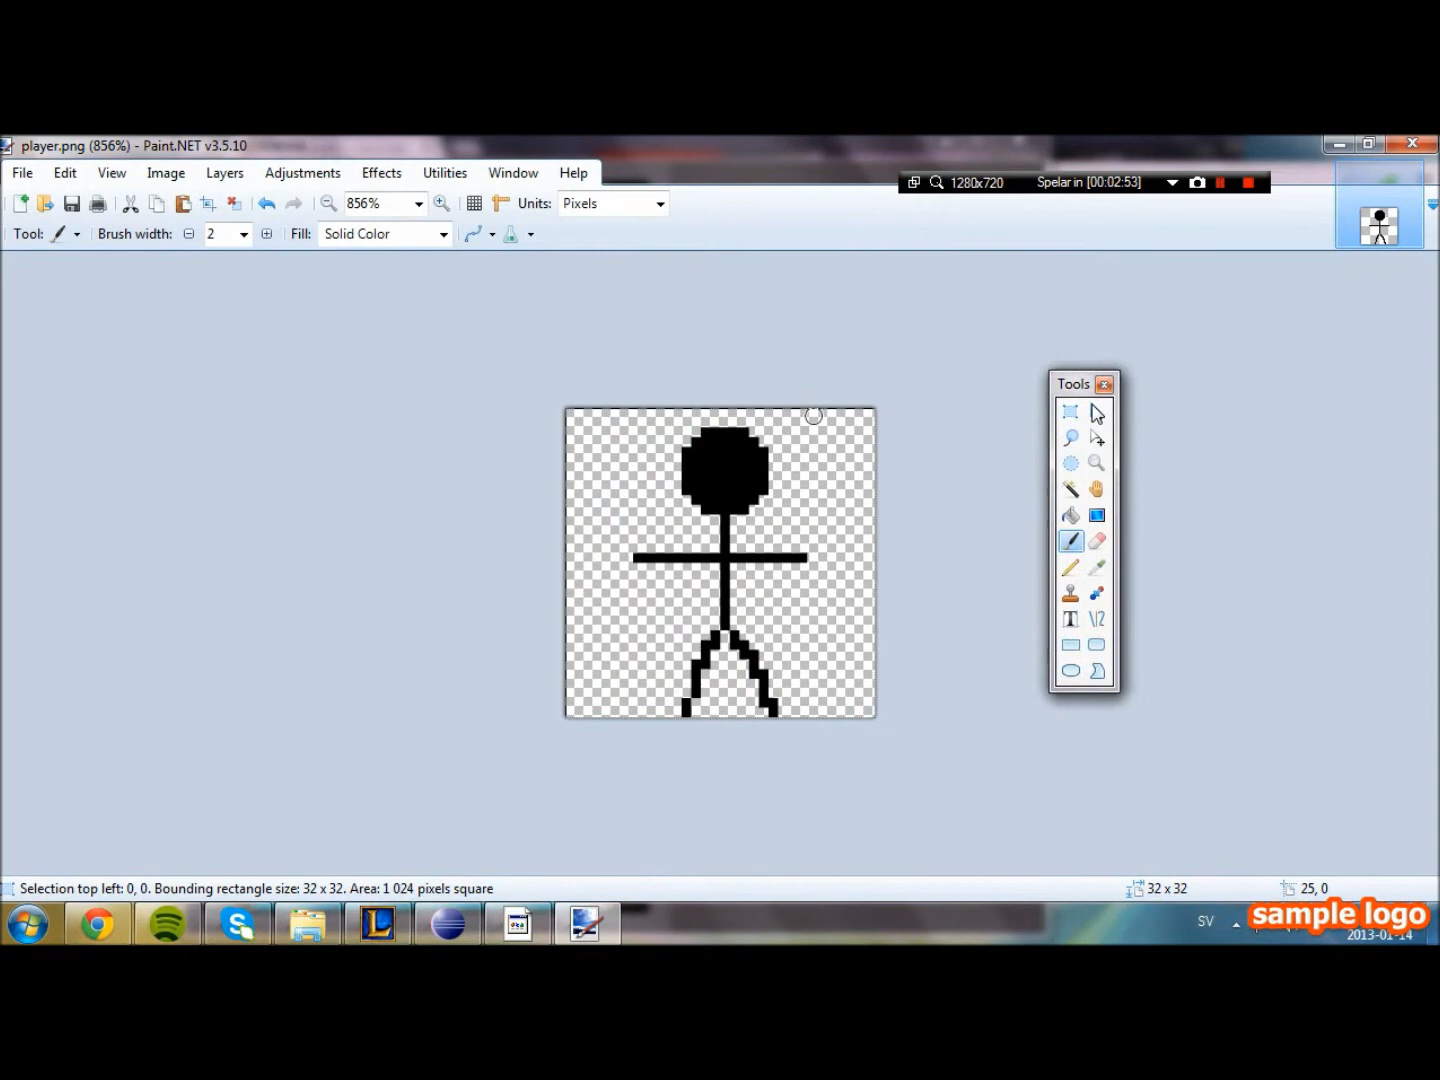 player.png (856%) - Paint.NET v3.5.10
File Edit View Image Layers Adjustments Effects Utilities Window Help
1280x720 Spelar in [00:02:53]
856% Units: Pixels
Tool: Brush width: 2 Fill: Solid Color
Tools
Selection top left: 0, 0. Bounding rectangle size: 32 x 32. Area: 1 024 pixels square 32 x 32 25, 0
SV
sample logo
2013-01-14